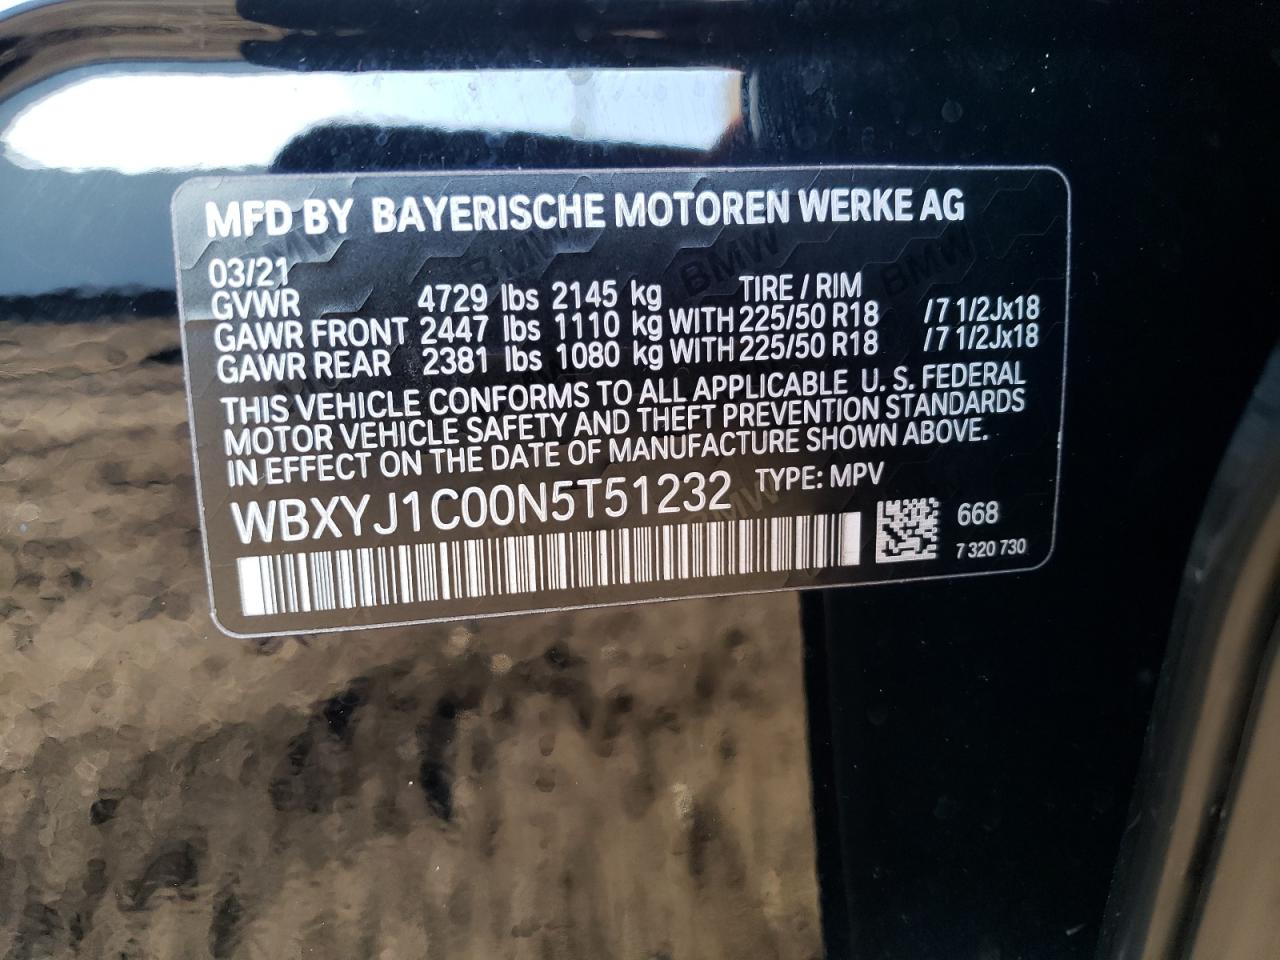 MFD BY BAYERISCHE MOTOREN WERKE AG
03/21
GVWR 4729 lbs 2145 kg TIRE / RIM
GAWR FRONT 2447 lbs 1110 kg WITH 225/50 R18 /7 1/2Jx18
GAWR REAR 2381 lbs 1080 kg WITH 225/50 R18 /7 1/2Jx18
THIS VEHICLE CONFORMS TO ALL APPLICABLE U. S. FEDERAL
MOTOR VEHICLE SAFETY AND THEFT PREVENTION STANDARDS
IN EFFECT ON THE DATE OF MANUFACTURE SHOWN ABOVE.
WBXYJ1C00N5T51232 TYPE: MPV
668
7 320 730